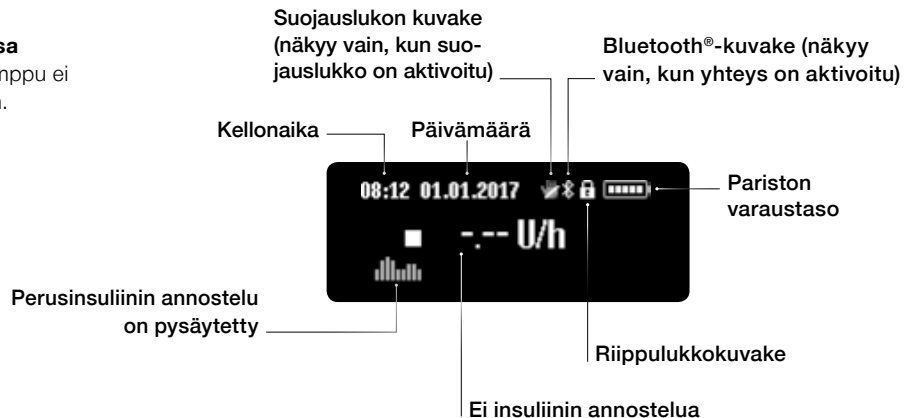 sa
mppu ei
n.
Suojauslukon kuvake
(näkyy vain, kun suo-
jauslukko on aktivoitu)
Bluetooth®-kuvake (näkyy
vain, kun yhteys on aktivoitu)
Kellonaika
Päivämäärä
08:12 01.01.2017
Pariston
varaustaso
-.-- U/h
Perusinsuliinin annostelu
on pysäytetty
Riippulukkokuvake
Ei insuliinin annostelua